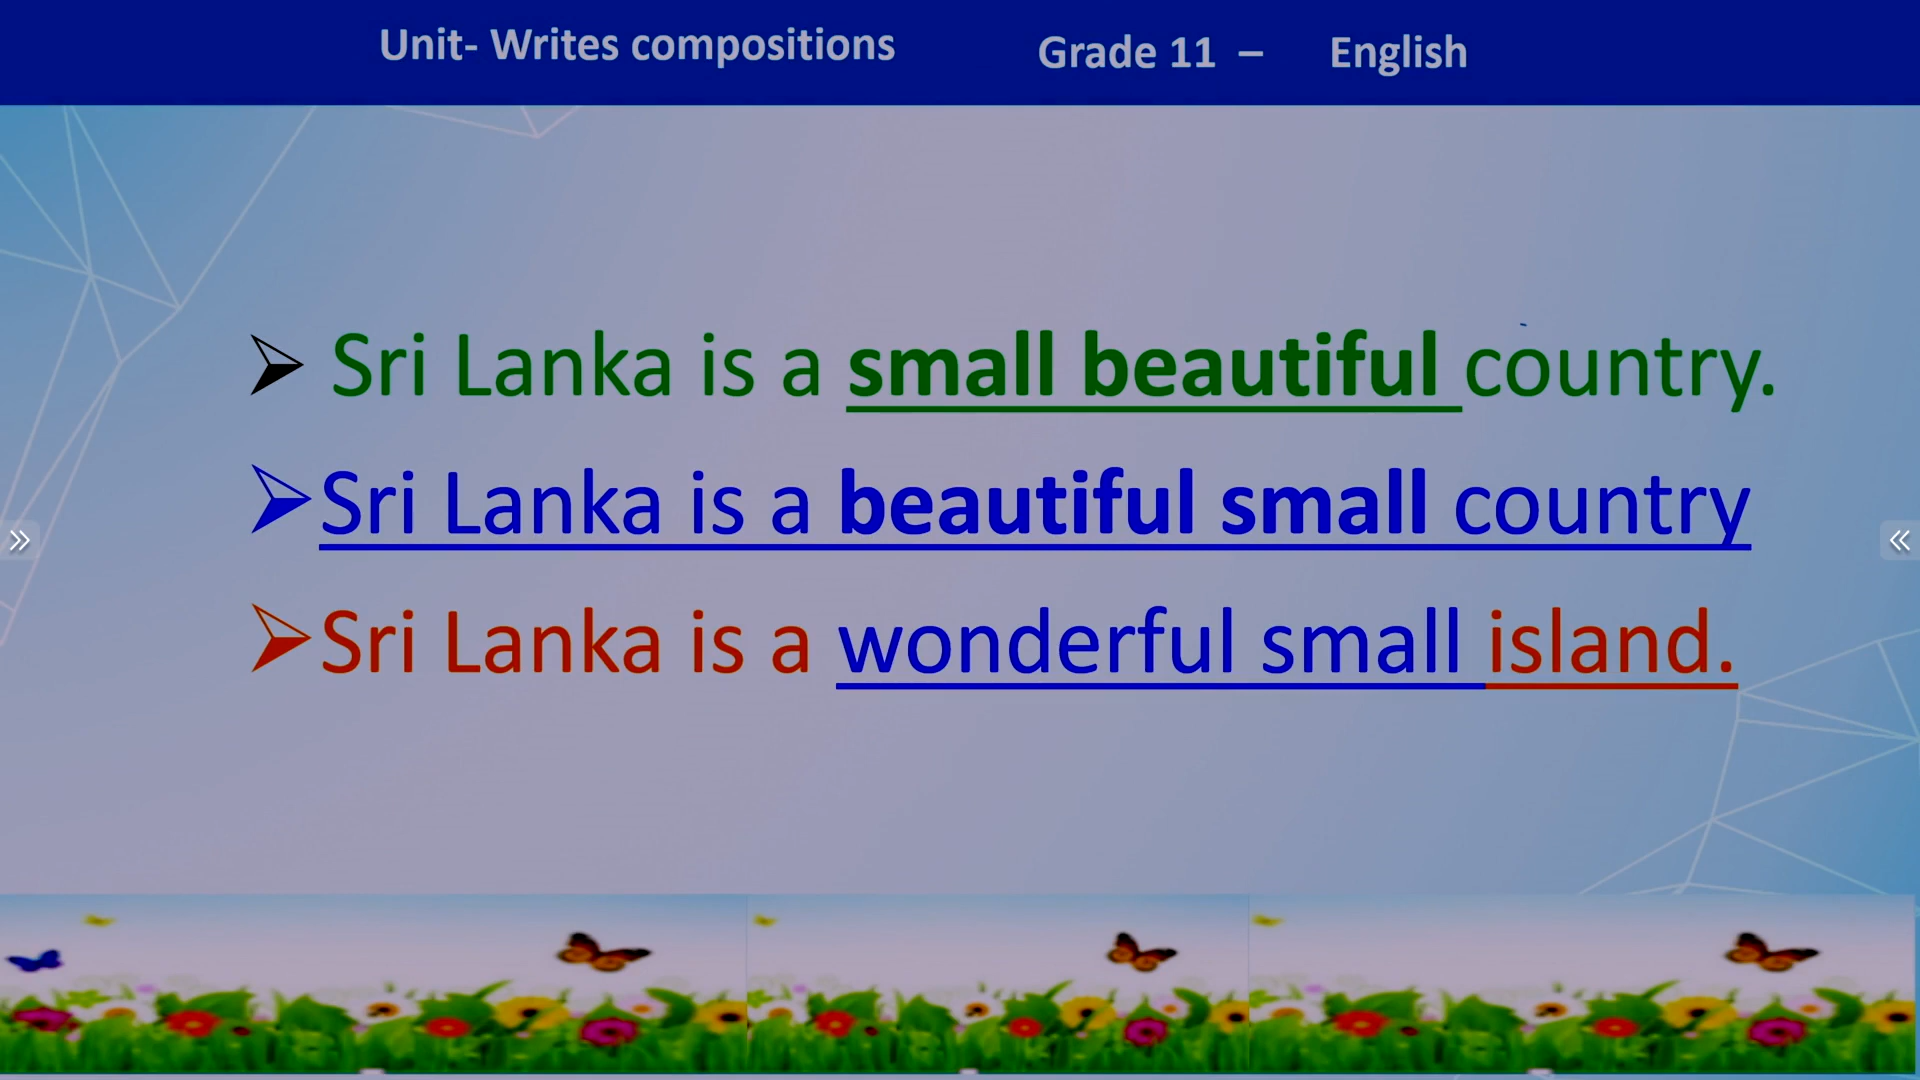 Unit- Writes compositions Grade 11 – English
➢ Sri Lanka is a small beautiful country.
➢ Sri Lanka is a beautiful small country
➢ Sri Lanka is a wonderful small island.